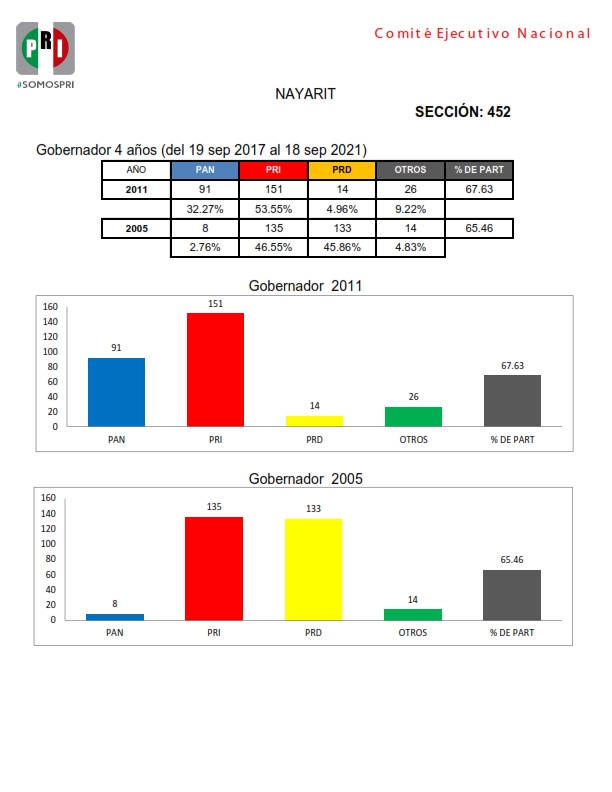 Comité Ejecutivo Nacional
PRI
#SOMOSPRI
NAYARIT
SECCIÓN: 452
Gobernador 4 años (del 19 sep 2017 al 18 sep 2021)
AÑO PAN PRI PRD OTROS % DE PART
2011 91 151 14 26 67.63
32.27% 53.55% 4.96% 9.22%
2005 8 135 133 14 65.46
2.76% 46.55% 45.86% 4.83%
Gobernador 2011
160
140
120
100
80
60
40
20
0
91
151
14
26
67.63
PAN PRI PRD OTROS % DE PART
Gobernador 2005
160
140
120
100
80
60
40
20
0
8
135
133
14
65.46
PAN PRI PRD OTROS % DE PART